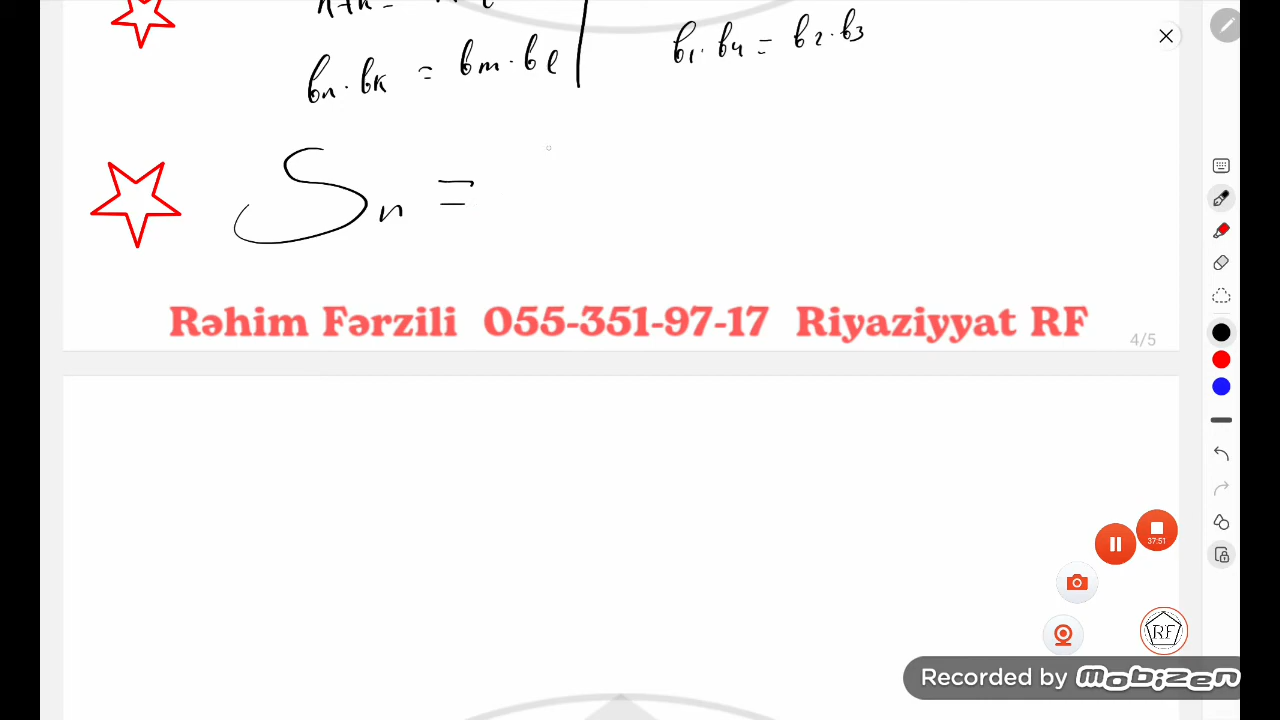 n+k=
bn · bk = bm · bl
b1 · b4 = b2 · b3
Sn =
Rəhim Fərzili 055-351-97-17 Riyaziyyat RF
4/5
37:51
RF
Recorded by mobizen